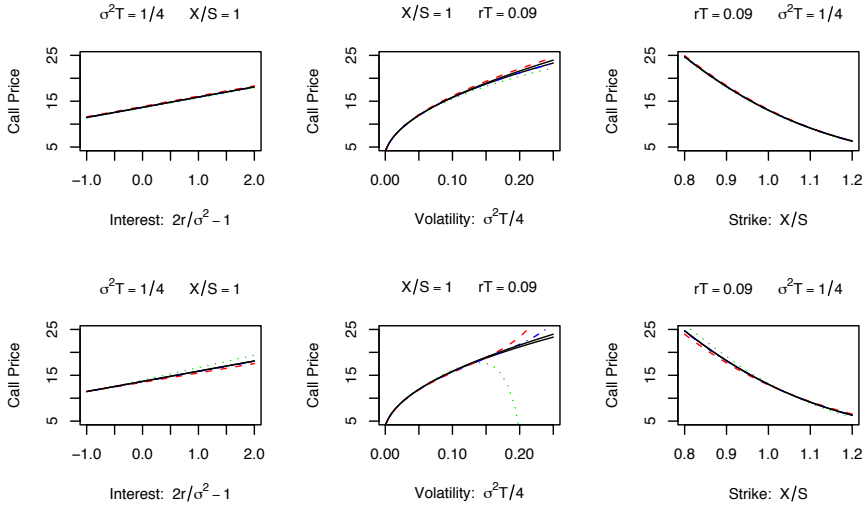 σ²T = 1/4 X/S = 1
X/S = 1 rT = 0.09
rT = 0.09 σ²T = 1/4
Call Price
5 15 25
−1.0 0.0 1.0 2.0
Interest: 2r/σ² − 1
Call Price
5 15 25
0.00 0.10 0.20
Volatility: σ²T/4
Call Price
5 15 25
0.8 0.9 1.0 1.1 1.2
Strike: X/S
σ²T = 1/4 X/S = 1
X/S = 1 rT = 0.09
rT = 0.09 σ²T = 1/4
Call Price
5 15 25
−1.0 0.0 1.0 2.0
Interest: 2r/σ² − 1
Call Price
5 15 25
0.00 0.10 0.20
Volatility: σ²T/4
Call Price
5 15 25
0.8 0.9 1.0 1.1 1.2
Strike: X/S